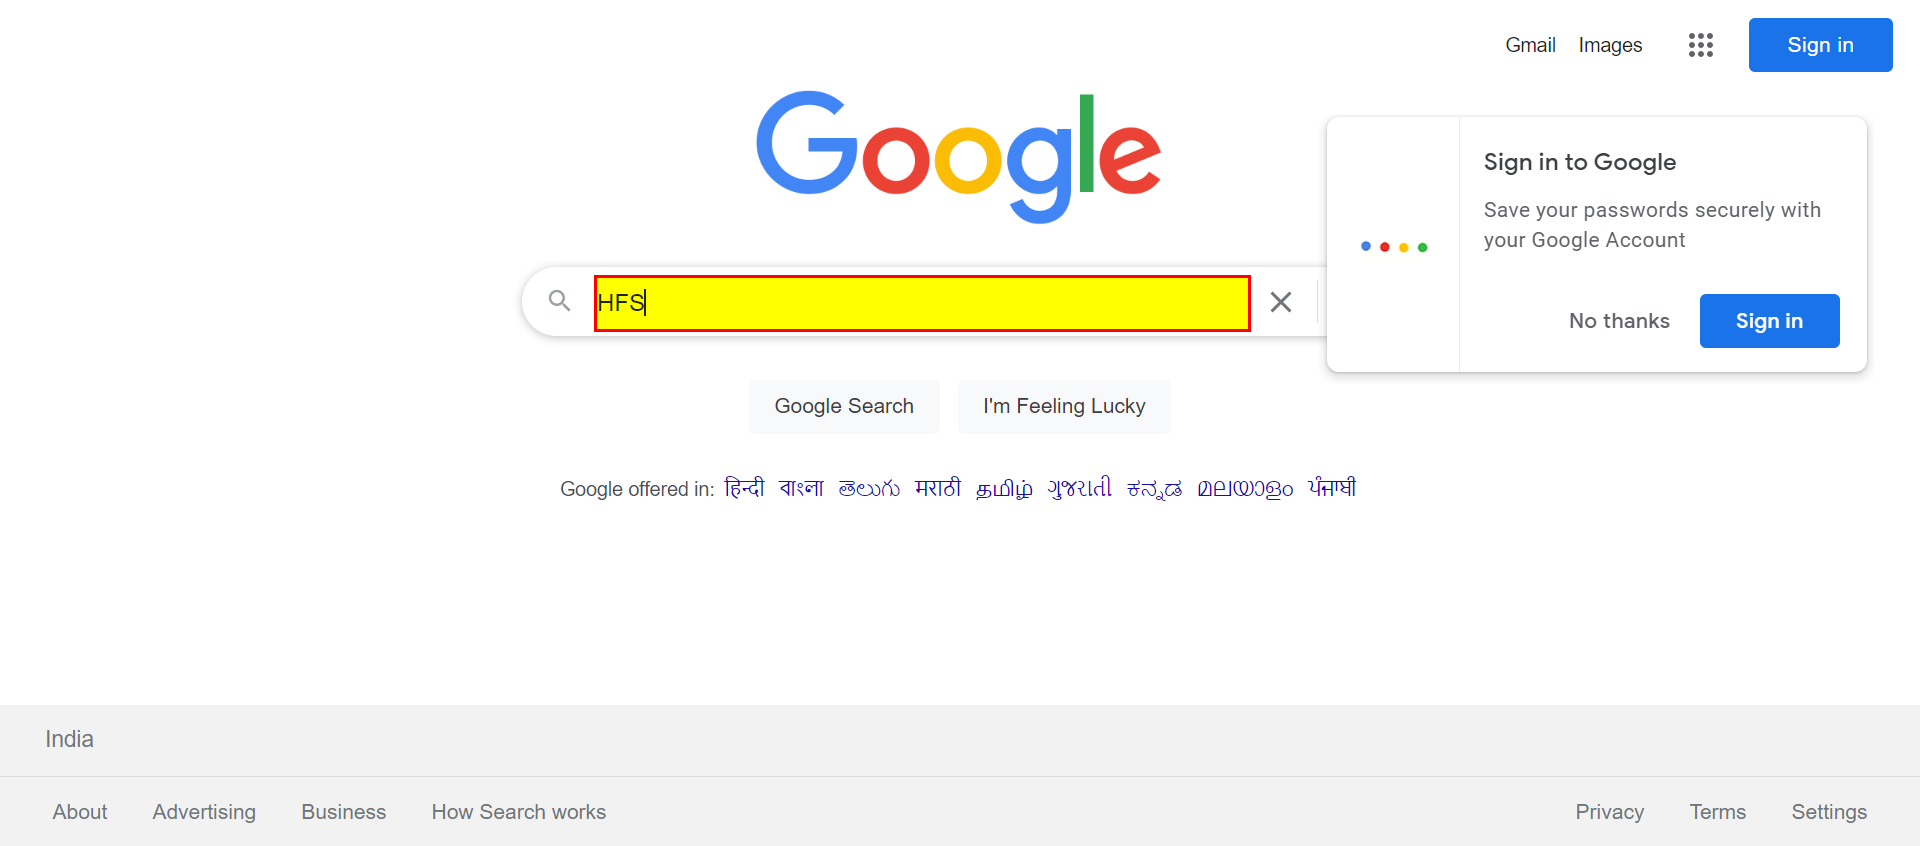 Gmail Images Sign in
Google
Sign in to Google
Save your passwords securely with
your Google Account
No thanks Sign in
HFS
Google Search I'm Feeling Lucky
Google offered in: हिन्दी বাংলা తెలుగు मराठी தமிழ் ગુજરાતી ಕನ್ನಡ മലയാളം ਪੰਜਾਬੀ
India
About Advertising Business How Search works Privacy Terms Settings